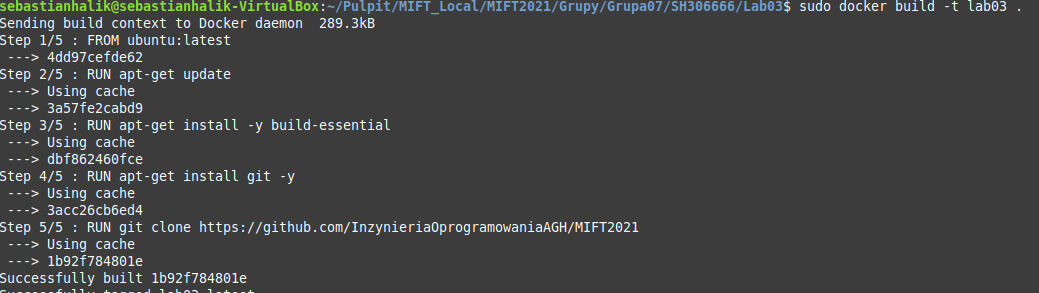 sebastianhalik@sebastianhalik-VirtualBox:~/Pulpit/MIFT_Local/MIFT2021/Grupy/Grupa07/SH306666/Lab03$ sudo docker build -t lab03 .
Sending build context to Docker daemon  289.3kB
Step 1/5 : FROM ubuntu:latest
 ---> 4dd97cefde62
Step 2/5 : RUN apt-get update
 ---> Using cache
 ---> 3a57fe2cabd9
Step 3/5 : RUN apt-get install -y build-essential
 ---> Using cache
 ---> dbf862460fce
Step 4/5 : RUN apt-get install git -y
 ---> Using cache
 ---> 3acc26cb6ed4
Step 5/5 : RUN git clone https://github.com/InzynieriaOprogramowaniaAGH/MIFT2021
 ---> Using cache
 ---> 1b92f784801e
Successfully built 1b92f784801e
Successfully tagged lab03:latest